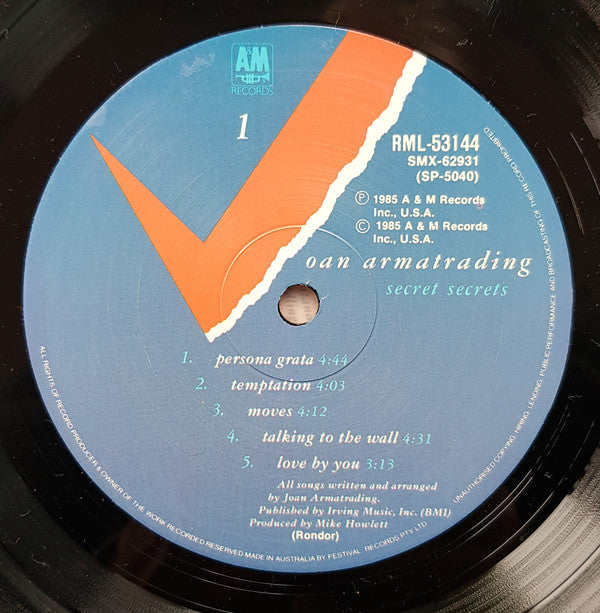 A&M
RECORDS
1
RML-53144
SMX-62931
(SP-5040)
Ⓟ 1985 A & M Records
Inc., U.S.A.
© 1985 A & M Records
Inc., U.S.A.
oan armatrading
secret secrets
1. persona grata 4:44
2. temptation 4:03
3. moves 4:12
4. talking to the wall 4:31
5. love by you 3:13
All songs written and arranged
by Joan Armatrading.
Published by Irving Music, Inc. (BMI)
Produced by Mike Howlett
(Rondor)
ALL RIGHTS OF RECORD PRODUCER & OWNER OF THE WORK RECORDED RESERVED MADE IN AUSTRALIA BY FESTIVAL RECORDS PTY LTD
UNAUTHORISED COPYING, HIRING, LENDING, PUBLIC PERFORMANCE AND BROADCASTING OF THIS RECORD PROHIBITED